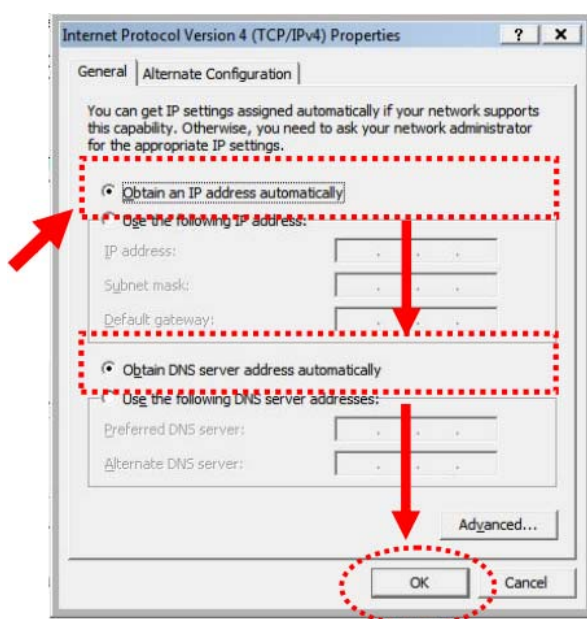 Internet Protocol Version 4 (TCP/IPv4) Properties
General
Alternate Configuration
You can get IP settings assigned automatically if your network supports
this capability. Otherwise, you need to ask your network administrator
for the appropriate IP settings.
Obtain an IP address automatically
Use the following IP address:
IP address:
Subnet mask:
Default gateway:
Obtain DNS server address automatically
Use the following DNS server addresses:
Preferred DNS server:
Alternate DNS server:
Advanced...
OK
Cancel